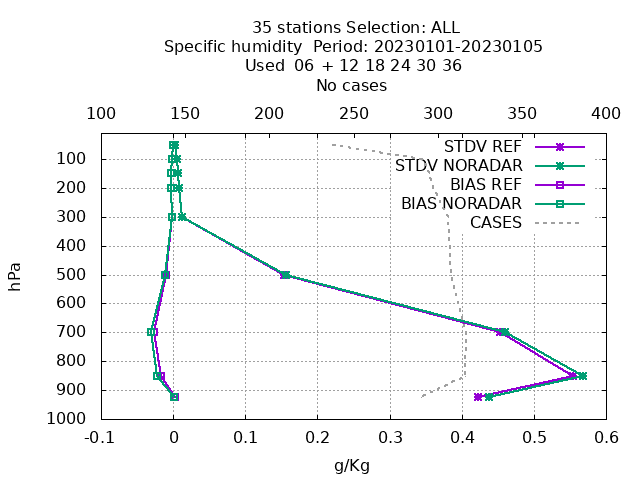 35 stations Selection: ALL
Specific humidity  Period: 20230101-20230105
Used  06 + 12 18 24 30 36
No cases
100 150 200 250 300 350 400
STDV REF
STDV NORADAR
BIAS REF
BIAS NORADAR
CASES
100
200
300
400
500
600
700
800
900
1000
hPa
-0.1 0 0.1 0.2 0.3 0.4 0.5 0.6
g/Kg